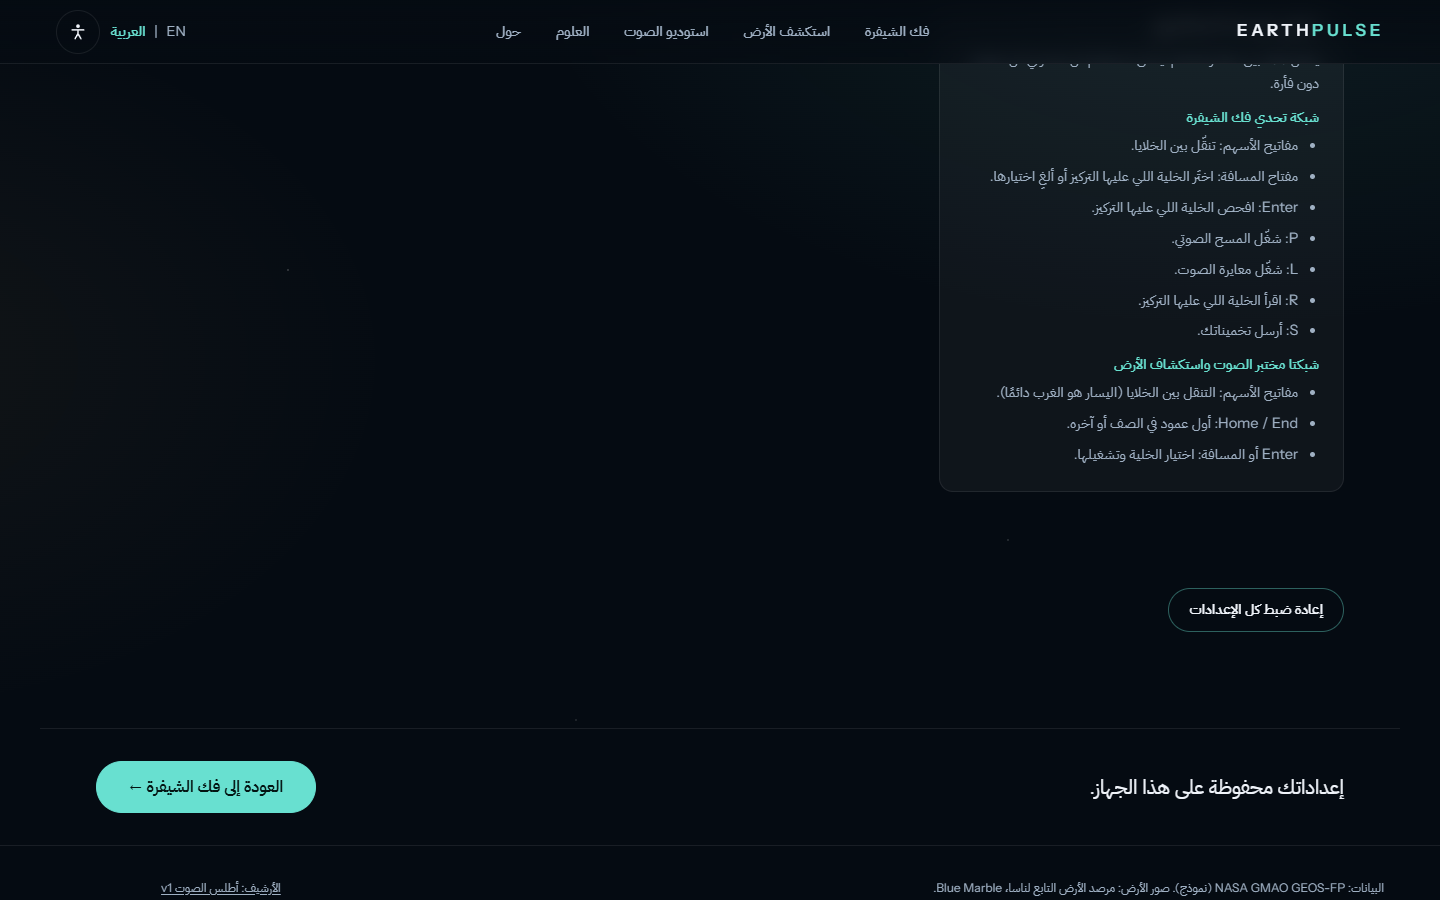 EARTHPULSE
فك الشيفرة
استكشف الأرض
استوديو الصوت
العلوم
حول
EN | العربية
دون فأرة.
شبكة تحدي فك الشيفرة
مفاتيح الأسهم: تنقّل بين الخلايا.
مفتاح المسافة: اختَر الخلية اللي عليها التركيز أو ألغِ اختيارها.
Enter: افحص الخلية اللي عليها التركيز.
P: شغّل المسح الصوتي.
L: شغّل معايرة الصوت.
R: اقرأ الخلية اللي عليها التركيز.
S: أرسل تخميناتك.
شبكتا مختبر الصوت واستكشاف الأرض
مفاتيح الأسهم: التنقل بين الخلايا (اليسار هو الغرب دائمًا).
Home / End: أول عمود في الصف أو آخره.
Enter أو المسافة: اختيار الخلية وتشغيلها.
إعادة ضبط كل الإعدادات
إعداداتك محفوظة على هذا الجهاز.
العودة إلى فك الشيفرة ←
البيانات: NASA GMAO GEOS-FP (نموذج). صور الأرض: مرصد الأرض التابع لناسا، Blue Marble.
الأرشيف: أطلس الصوت v1